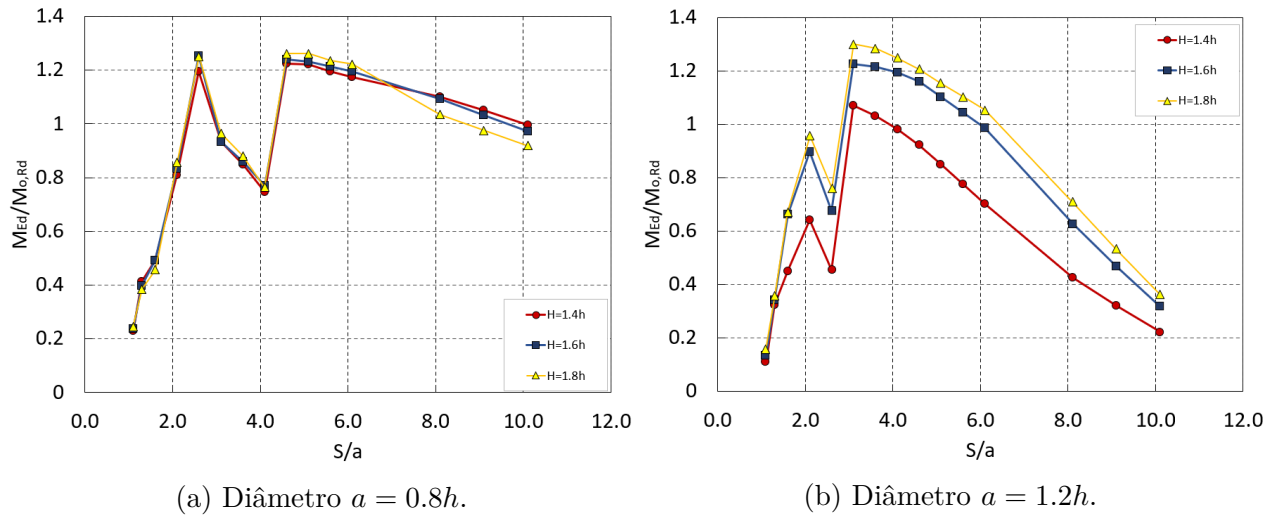 1.4
1.2
1
0.8
0.6
0.4
0.2
0
MEd/Mo,Rd
0.0 2.0 4.0 6.0 8.0 10.0 12.0
S/a
H=1.4h
H=1.6h
H=1.8h
(a) Diâmetro a = 0.8h.
1.4
1.2
1
0.8
0.6
0.4
0.2
0
MEd/Mo,Rd
0.0 2.0 4.0 6.0 8.0 10.0 12.0
S/a
H=1.4h
H=1.6h
H=1.8h
(b) Diâmetro a = 1.2h.